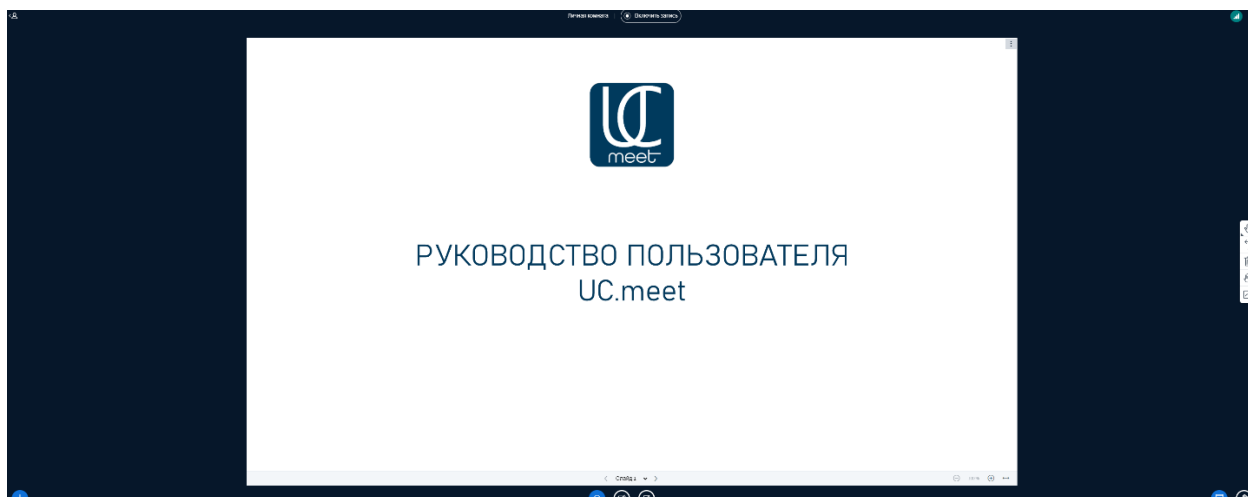 Личная комната
Включить запись
UC
meet
РУКОВОДСТВО ПОЛЬЗОВАТЕЛЯ
UC.meet
Слайд 1